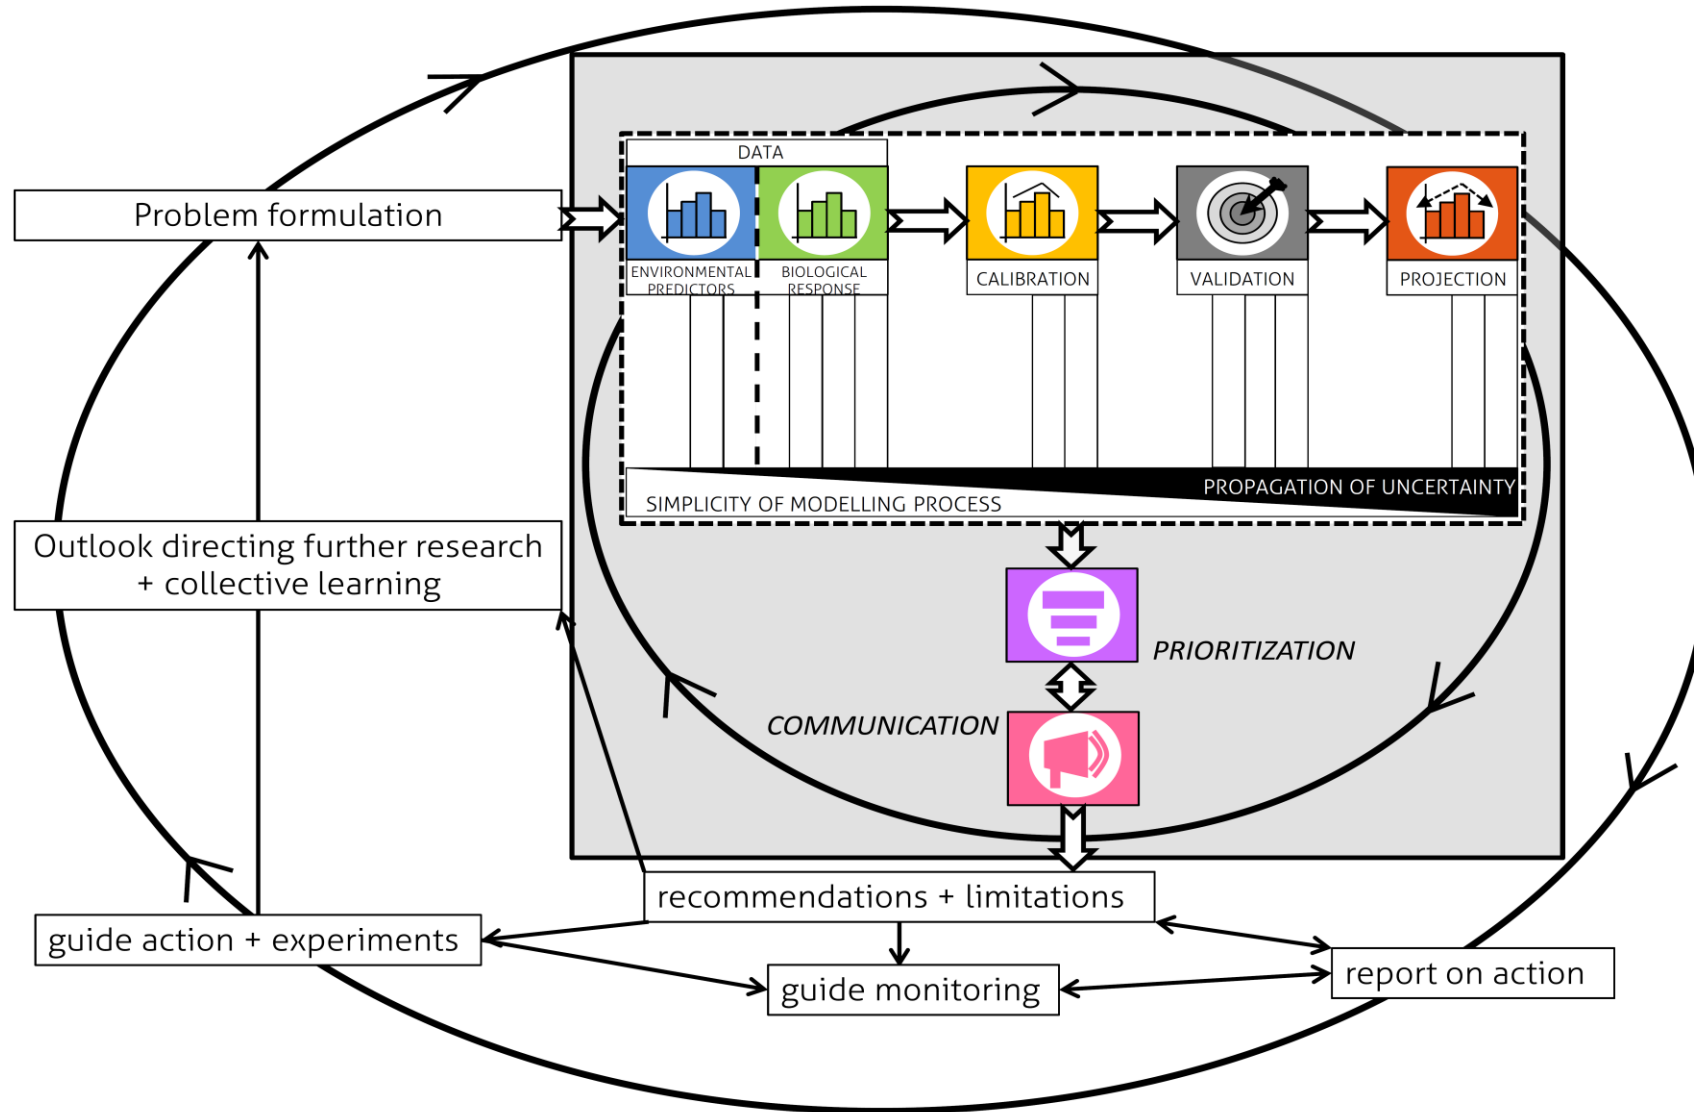 DATA
Problem formulation
ENVIRONMENTAL
PREDICTORS
BIOLOGICAL
RESPONSE
CALIBRATION
VALIDATION
PROJECTION
PROPAGATION OF UNCERTAINTY
SIMPLICITY OF MODELLING PROCESS
Outlook directing further research
+ collective learning
PRIORITIZATION
COMMUNICATION
recommendations + limitations
guide action + experiments
guide monitoring
report on action